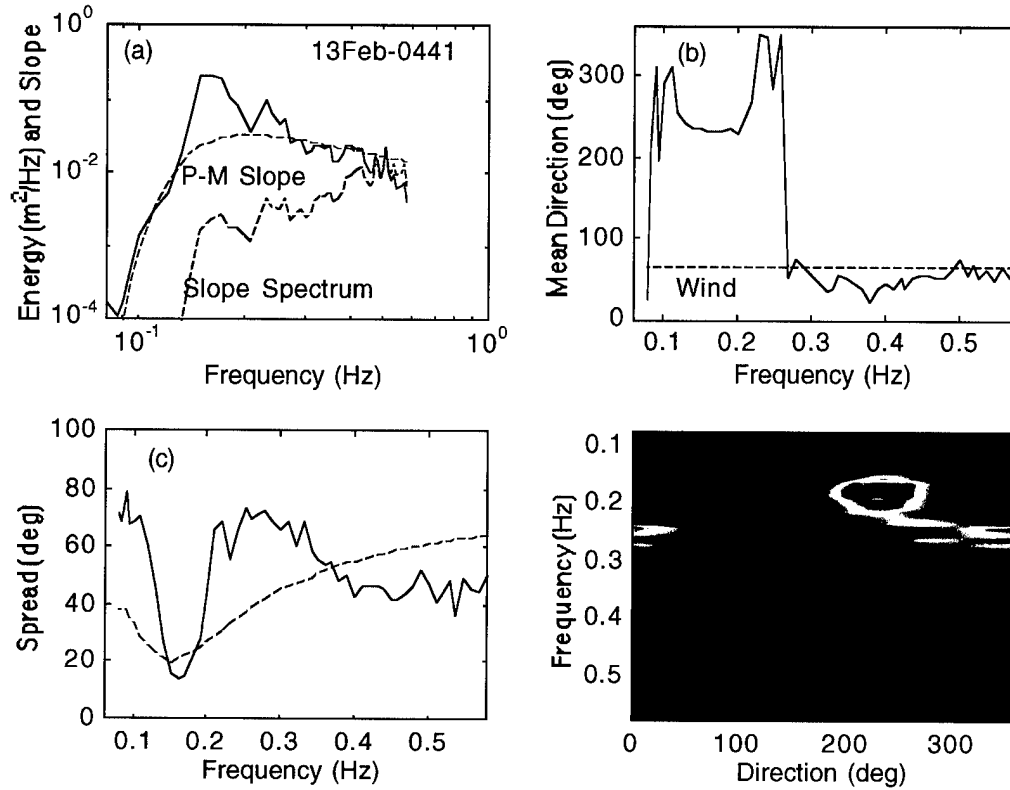 (a)
13Feb-0441
P-M Slope
Slope Spectrum
Energy (m²/Hz) and Slope
10⁰
10⁻²
10⁻⁴
10⁻¹
10⁰
Frequency (Hz)
(b)
Wind
Mean Direction (deg)
300
200
100
0
0.1
0.2
0.3
0.4
0.5
Frequency (Hz)
(c)
Spread (deg)
100
80
60
40
20
0
0.1
0.2
0.3
0.4
0.5
Frequency (Hz)
Frequency (Hz)
0.1
0.2
0.3
0.4
0.5
0
100
200
300
Direction (deg)